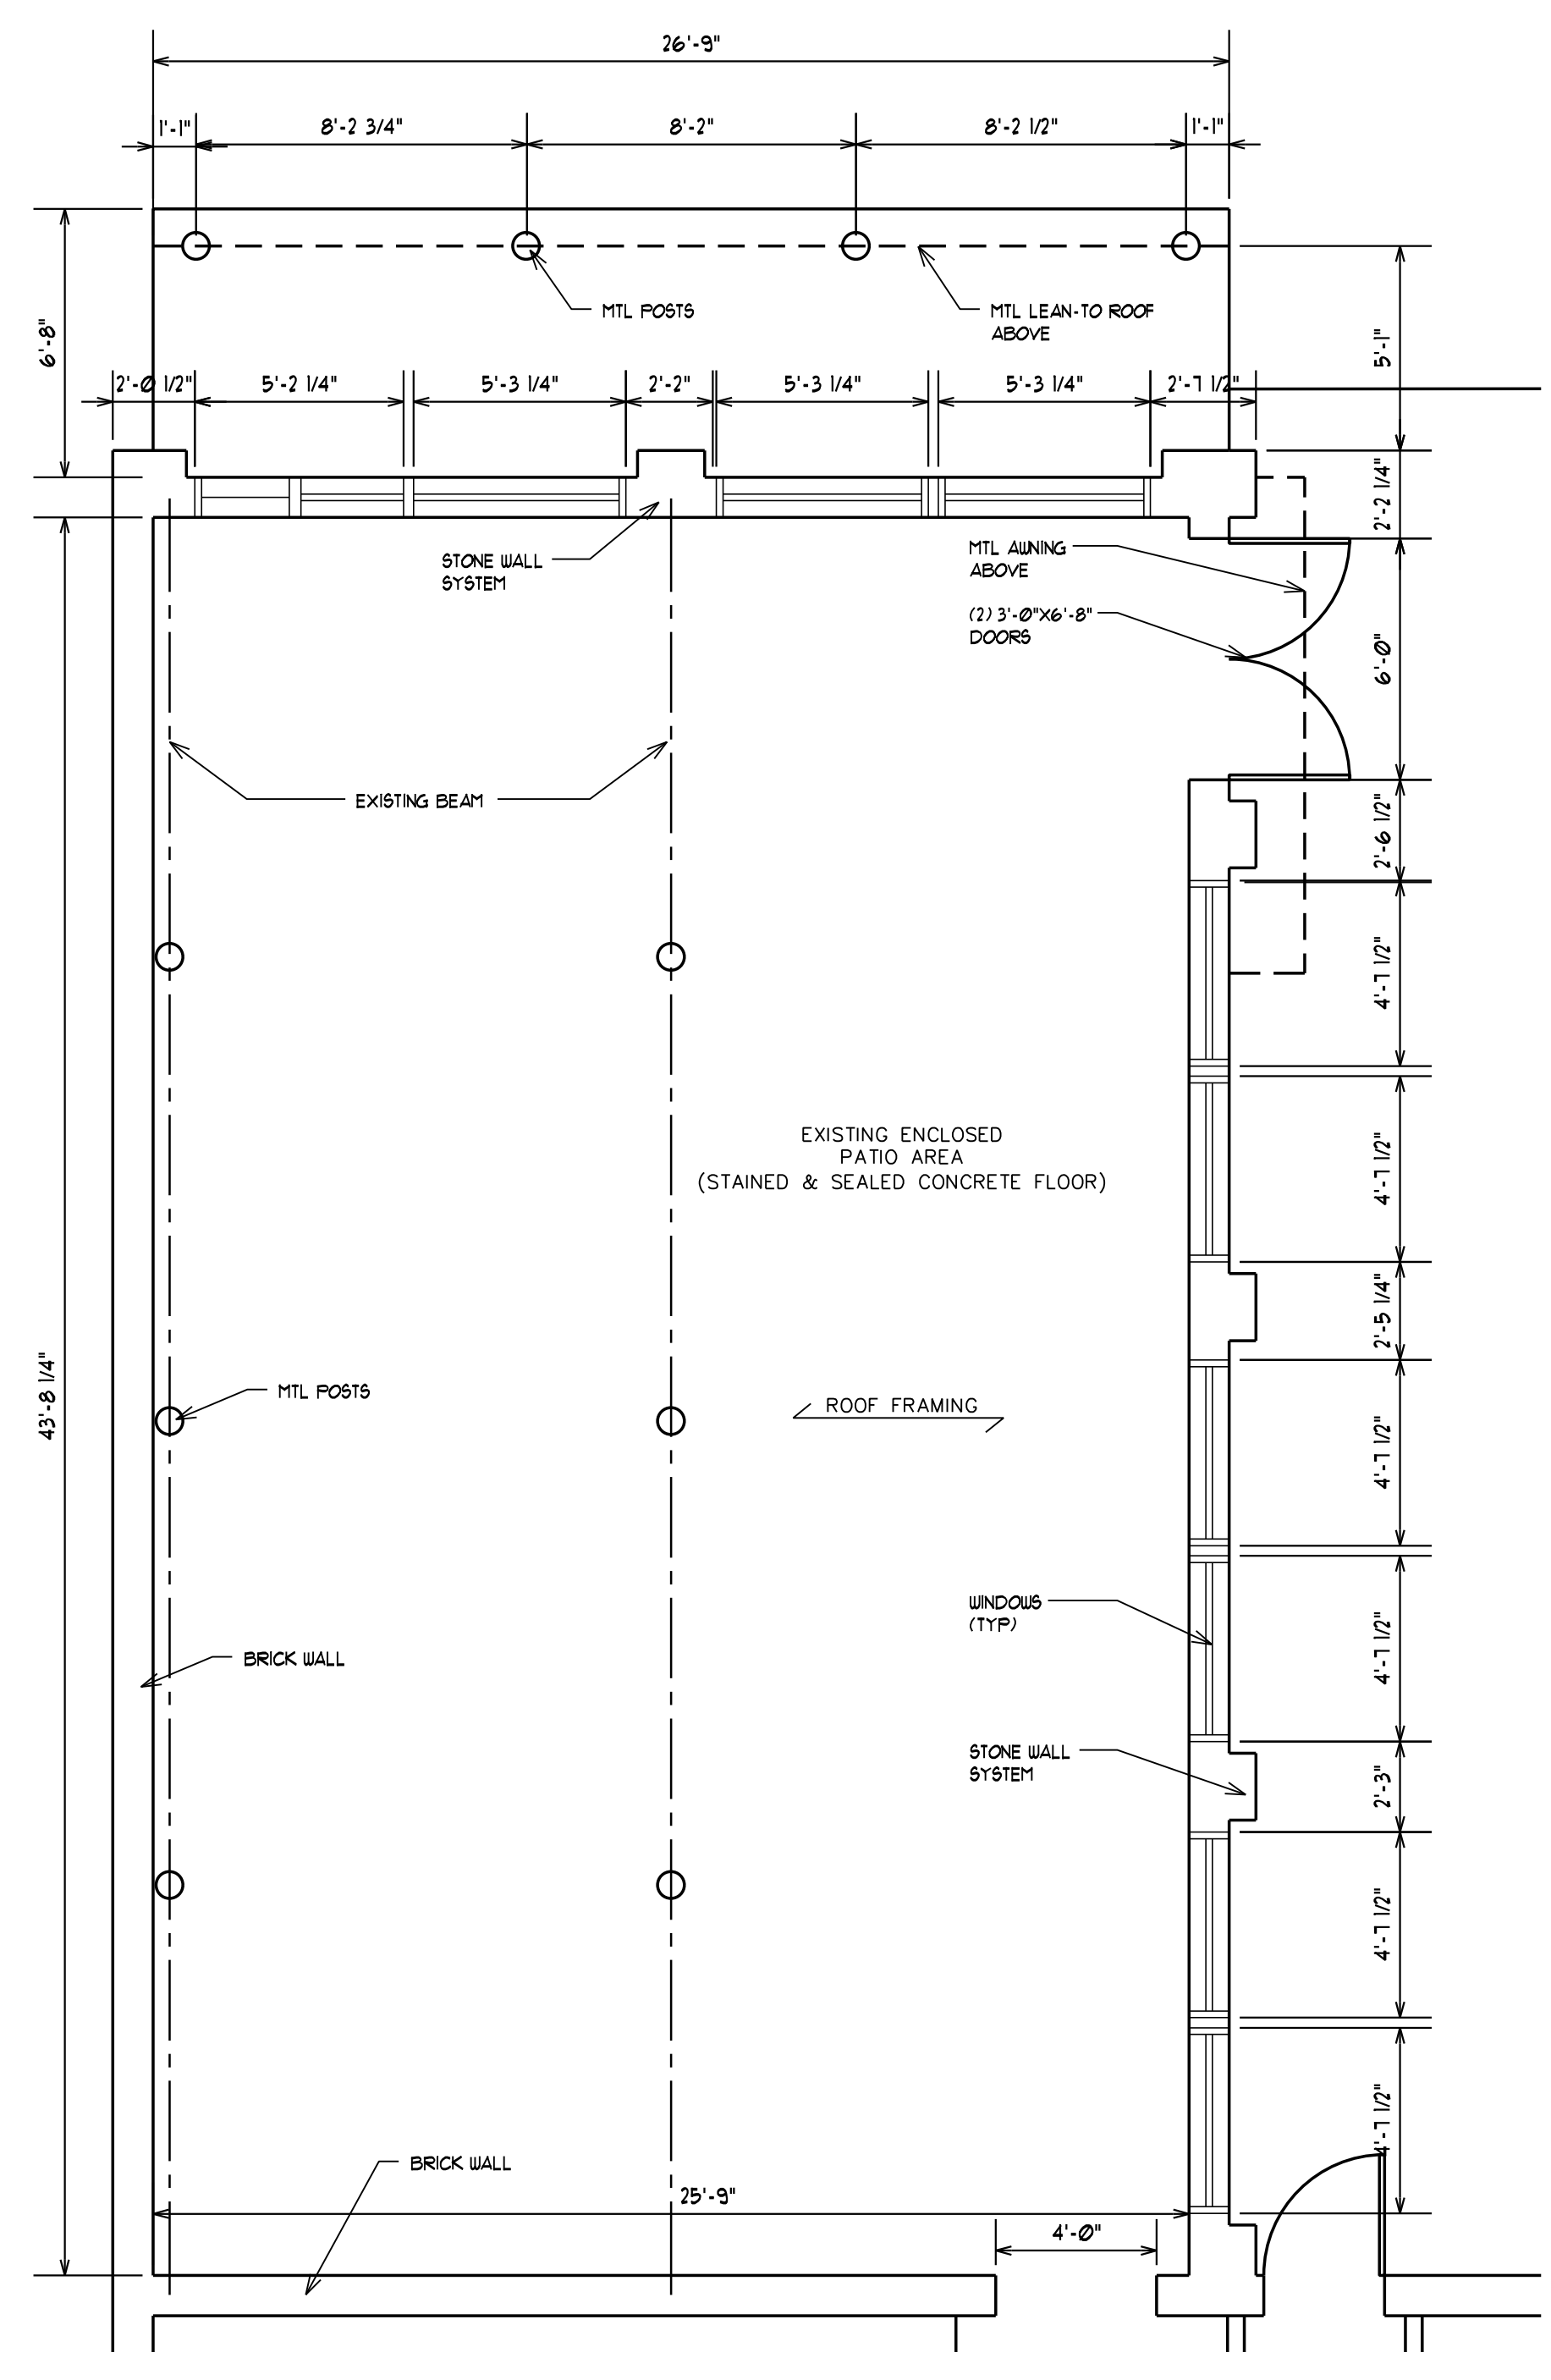 26'-9"
1'-1" 8'-2 3/4" 8'-2" 8'-2 1/2" 1'-1"
MTL POSTS
MTL LEAN-TO ROOF
ABOVE
6'-8"
5'-1"
2'-0 1/2" 5'-2 1/4" 5'-3 1/4" 2'-2" 5'-3 1/4" 5'-3 1/4" 2'-7 1/2"
2'-2 1/4"
STONE WALL
SYSTEM
MTL AWNING
ABOVE
(2) 3'-0"X6'-8"
DOORS
6'-0"
EXISTING BEAM
2'-6 1/2"
4'-7 1/2"
EXISTING ENCLOSED
PATIO AREA
(STAINED & SEALED CONCRETE FLOOR)
4'-7 1/2"
2'-5 1/4"
43'-8 1/4"
MTL POSTS
ROOF FRAMING
4'-7 1/2"
WINDOWS
(TYP)
4'-7 1/2"
BRICK WALL
STONE WALL
SYSTEM
2'-3"
4'-7 1/2"
4'-7 1/2"
BRICK WALL
25'-9"
4'-0"